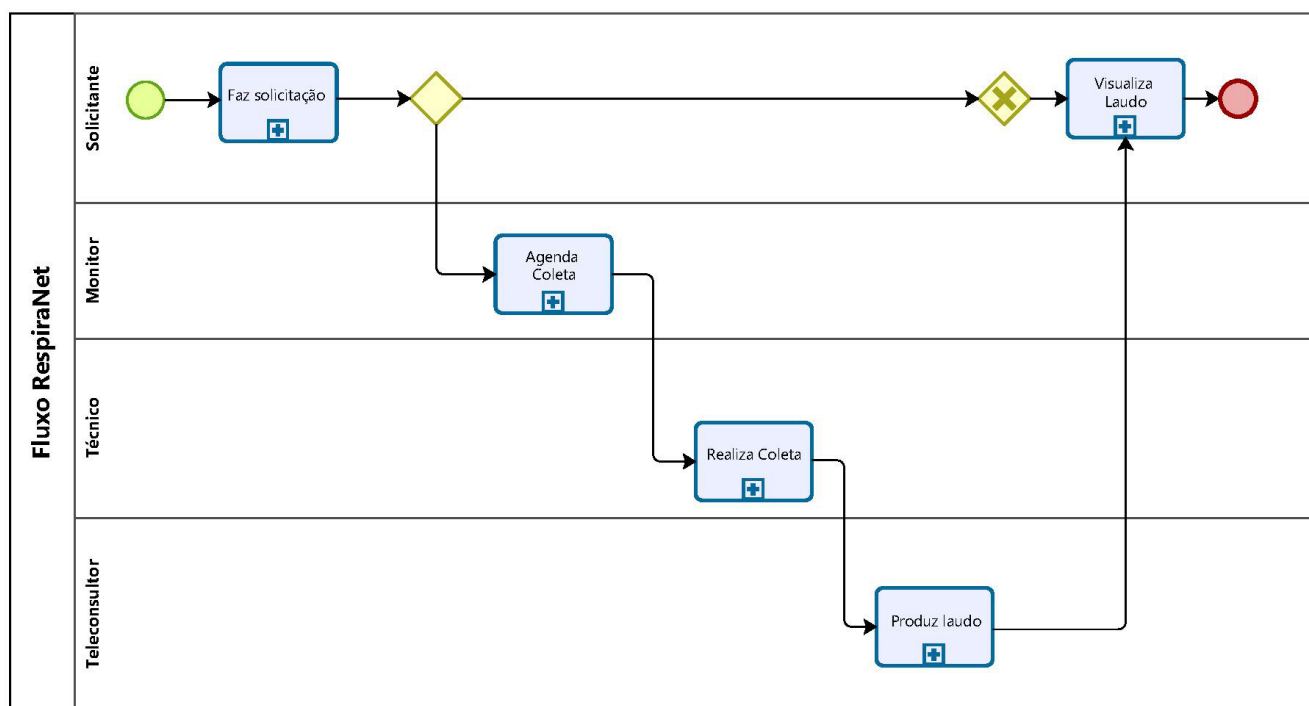 Fluxo RespiraNet
Solicitante
Faz solicitação
Visualiza
Laudo
Monitor
Agenda
Coleta
Técnico
Realiza Coleta
Teleconsultor
Produz laudo